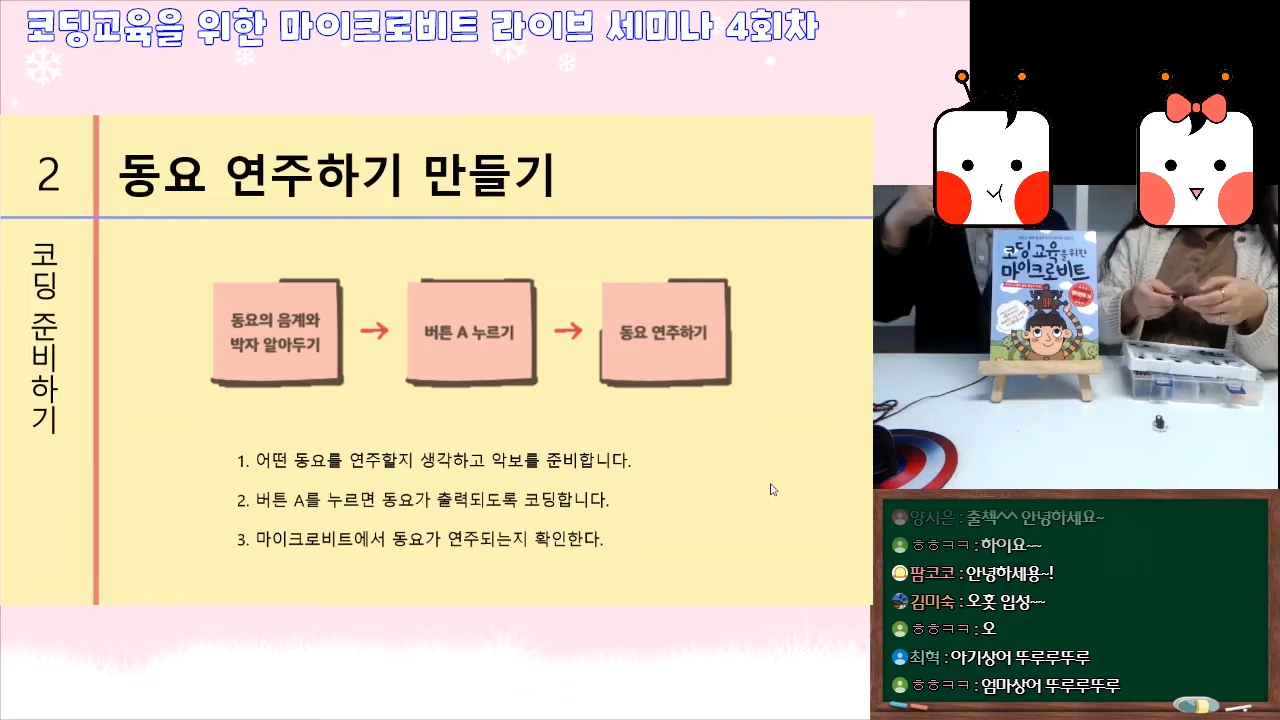 코딩교육을 위한 마이크로비트 라이브 세미나 4회차
2
동요 연주하기 만들기
코딩 준비하기
동요의 음계와
박자 알아두기
버튼 A 누르기
동요 연주하기
1. 어떤 동요를 연주할지 생각하고 악보를 준비합니다.
2. 버튼 A를 누르면 동요가 출력되도록 코딩합니다.
3. 마이크로비트에서 동요가 연주되는지 확인한다.
코딩교육을위한
마이크로비트
양시은 : 출첵^^ 안녕하세요~
ㅎㅎㅋㅋ : 하이요~~
팜코코 : 안녕하세용~!
김미숙 : 오홋 입성~~
ㅎㅎㅋㅋ : 오
최혁 : 아기상어 뚜루루뚜루
ㅎㅎㅋㅋ : 엄마상어 뚜루루뚜루